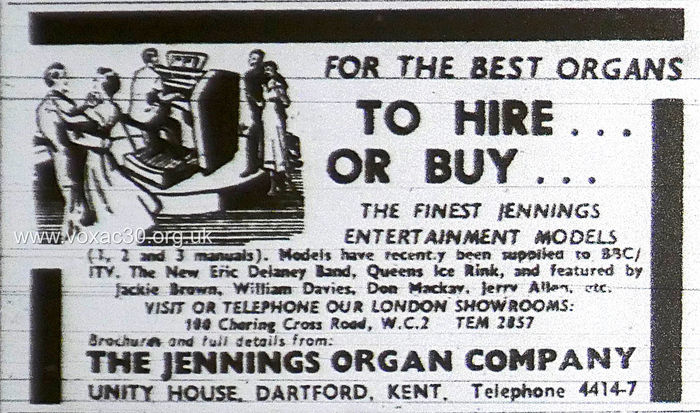 FOR THE BEST ORGANS
TO HIRE . . .
OR BUY . . .
THE FINEST JENNINGS
www.voxac30.org.uk
ENTERTAINMENT MODELS
(1, 2 and 3 manuals). Models have recently been supplied to BBC/
ITV. The New Eric Delaney Band, Queens Ice Rink, and featured by
Jackie Brown, William Davies, Don Mackay, Jerry Allen, etc.
VISIT OR TELEPHONE OUR LONDON SHOWROOMS:
100 Charing Cross Road, W.C.2 TEM 2857
Brochures and full details from:
THE JENNINGS ORGAN COMPANY
UNITY HOUSE, DARTFORD, KENT. Telephone 4414-7